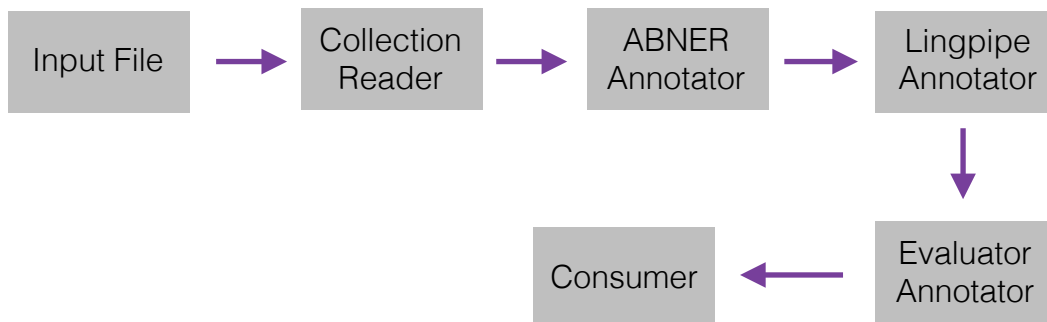 Input File
Collection
Reader
ABNER
Annotator
Lingpipe
Annotator
Evaluator
Annotator
Consumer